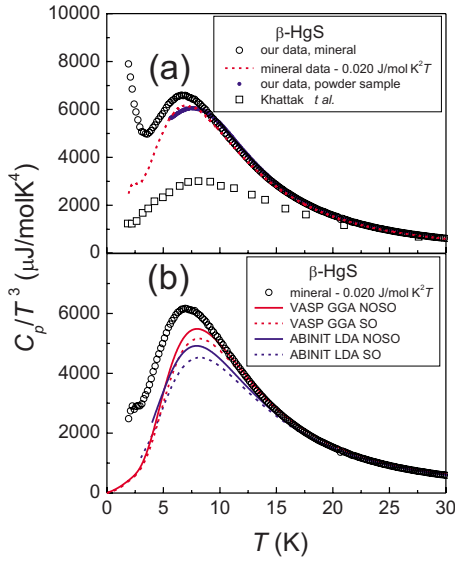 β-HgS
our data, mineral
mineral data - 0.020 J/mol K²T
our data, powder sample
Khattak et al.
(a)
10000
8000
6000
4000
2000
0
β-HgS
mineral - 0.020 J/mol K²T
VASP GGA NOSO
VASP GGA SO
ABINIT LDA NOSO
ABINIT LDA SO
(b)
6000
4000
2000
0
0 5 10 15 20 25 30
T (K)
Cp/T³ (μJ/molK⁴)